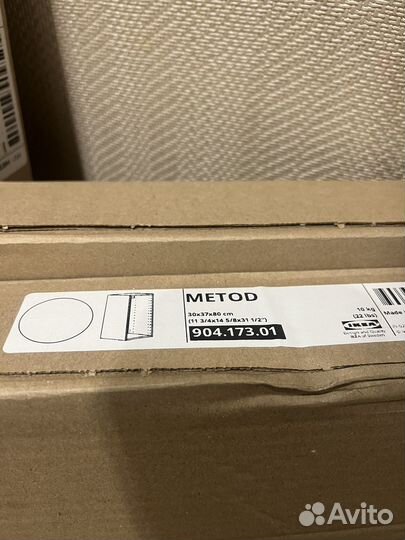 METOD
30x37x80 cm
(11 3/4x14 5/8x31 1/2")
904.173.01
10 kg
(22 lbs)
IKEA
Design and Quality
IKEA of Sweden
Made
Avito